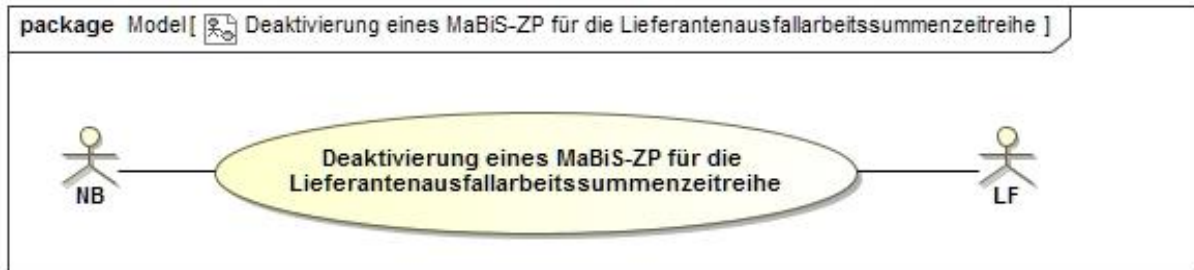 package Model[ Deaktivierung eines MaBiS-ZP für die Lieferantenausfallarbeitssummenzeitreihe ]
Deaktivierung eines MaBiS-ZP für die
Lieferantenausfallarbeitssummenzeitreihe
NB
LF